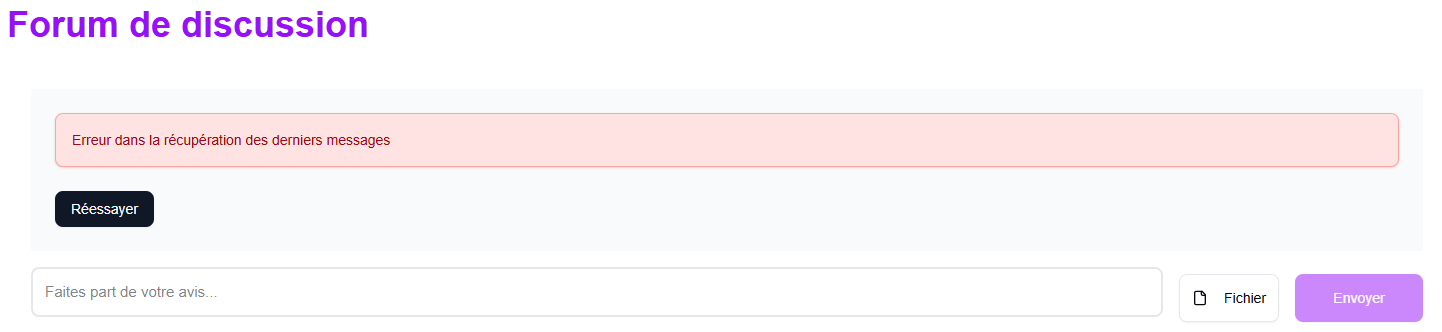 Forum de discussion
Erreur dans la récupération des derniers messages
Réessayer
Faites part de votre avis...
Fichier
Envoyer